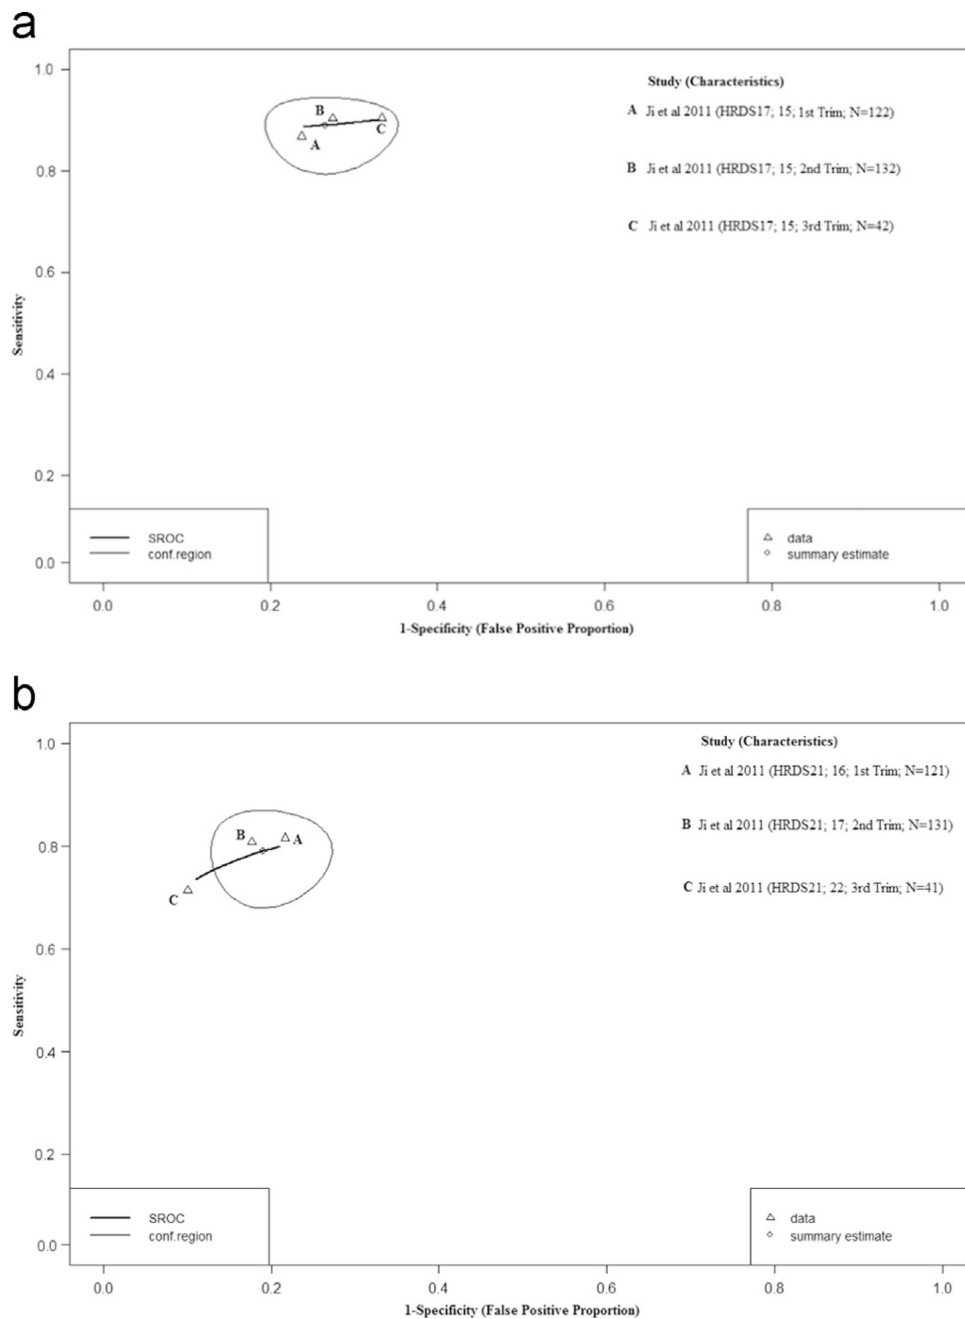 a
1.0
0.8
0.6
0.4
0.2
0.0
Sensitivity
B
A
C
Study (Characteristics)
A Ji et al 2011 (HRDS17; 15; 1st Trim; N=122)
B Ji et al 2011 (HRDS17; 15; 2nd Trim; N=132)
C Ji et al 2011 (HRDS17; 15; 3rd Trim; N=42)
SROC
conf.region
data
summary estimate
0.0 0.2 0.4 0.6 0.8 1.0
1-Specificity (False Positive Proportion)
b
1.0
0.8
0.6
0.4
0.2
0.0
Sensitivity
B
A
C
Study (Characteristics)
A Ji et al 2011 (HRDS21; 16; 1st Trim; N=121)
B Ji et al 2011 (HRDS21; 17; 2nd Trim; N=131)
C Ji et al 2011 (HRDS21; 22; 3rd Trim; N=41)
SROC
conf.region
data
summary estimate
0.0 0.2 0.4 0.6 0.8 1.0
1-Specificity (False Positive Proportion)